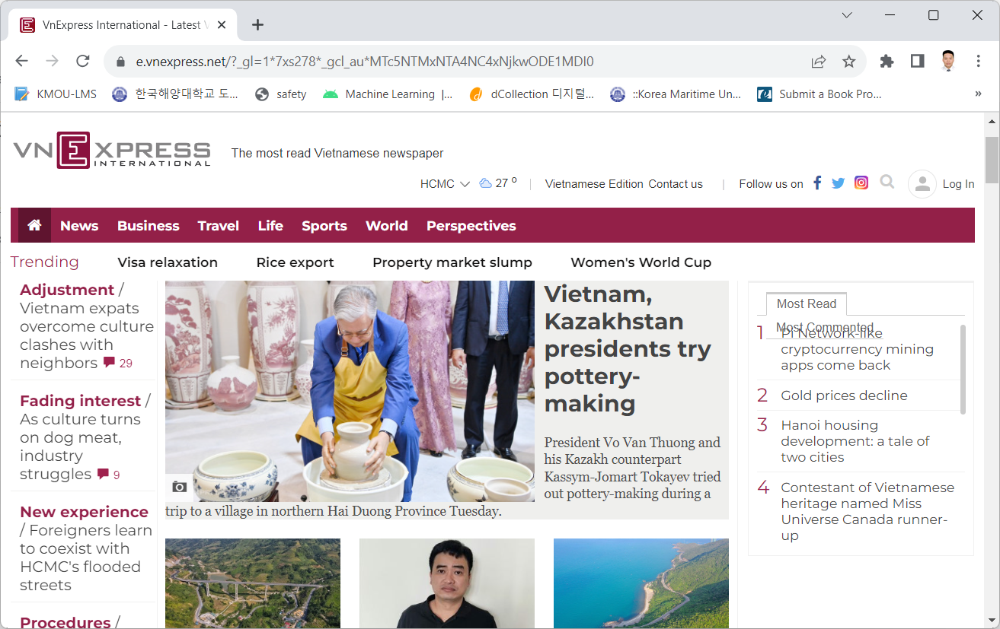 VnExpress International - Latest V
e.vnexpress.net/?_gl=1*7xs278*_gcl_au*MTc5NTMxNTA4NC4xNjkwODE1MDI0
KMOU-LMS 한국해양대학교 도... safety Machine Learning |... dCollection 디지털... ::Korea Maritime Un... Submit a Book Pro... »
VNEXPRESS
INTERNATIONAL
The most read Vietnamese newspaper
HCMC 27 o | Vietnamese Edition Contact us | Follow us on Log In
News Business Travel Life Sports World Perspectives
Trending Visa relaxation Rice export Property market slump Women's World Cup
Adjustment /
Vietnam expats
overcome culture
clashes with
neighbors 29
Fading interest /
As culture turns
on dog meat,
industry
struggles 9
New experience
/ Foreigners learn
to coexist with
HCMC's flooded
streets
Procedures /
Vietnam,
Kazakhstan
presidents try
pottery-
making
President Vo Van Thuong and
his Kazakh counterpart
Kassym-Jomart Tokayev tried
out pottery-making during a
trip to a village in northern Hai Duong Province Tuesday.
Most Read
Most Commented
1 Pi Network-like
cryptocurrency mining
apps come back
2 Gold prices decline
3 Hanoi housing
development: a tale of
two cities
4 Contestant of Vietnamese
heritage named Miss
Universe Canada runner-
up